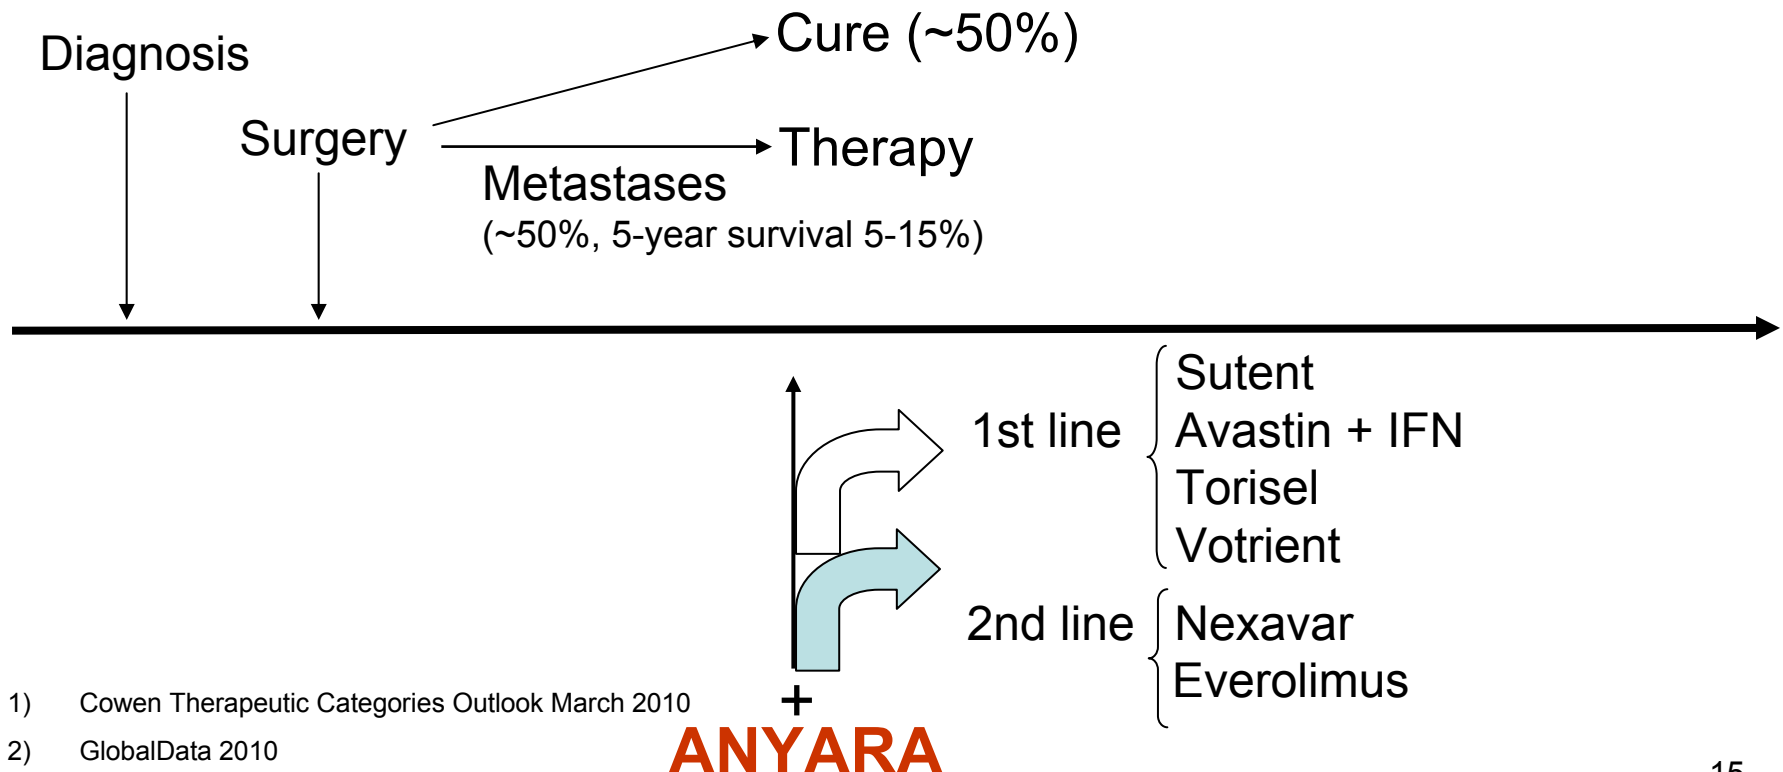 Diagnosis
Cure (~50%)
Surgery
Therapy
Metastases
(~50%, 5-year survival 5-15%)
1st line
Sutent
Avastin + IFN
Torisel
Votrient
2nd line
Nexavar
Everolimus
+
ANYARA
1) Cowen Therapeutic Categories Outlook March 2010
2) GlobalData 2010
15